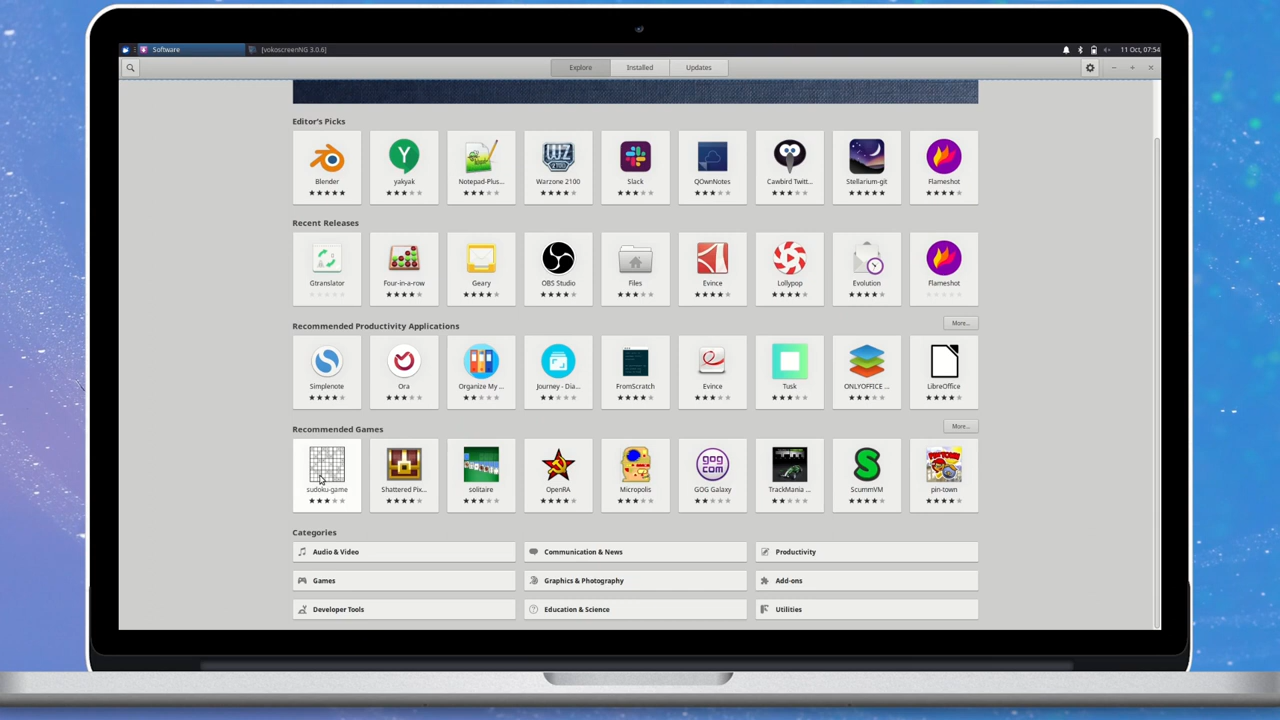 Software
[vokoscreenNG 3.0.6]
11 Oct, 07:54
Explore
Installed
Updates
Editor's Picks
Blender
yakyak
Notepad-Plus...
Warzone 2100
Slack
QOwnNotes
Cawbird Twitt...
Stellarium-git
Flameshot
Recent Releases
Gtranslator
Four-in-a-row
Geary
OBS Studio
Files
Evince
Lollypop
Evolution
Flameshot
Recommended Productivity Applications
More...
Simplenote
Ora
Organize My ...
Journey - Dia...
FromScratch
Evince
Tusk
ONLYOFFICE ...
LibreOffice
Recommended Games
More...
sudoku-game
Shattered Pix...
solitaire
OpenRA
Micropolis
GOG COM
GOG Galaxy
TrackMania ...
ScummVM
PIN-TOWN
pin-town
Categories
Audio & Video
Communication & News
Productivity
Games
Graphics & Photography
Add-ons
Developer Tools
Education & Science
Utilities